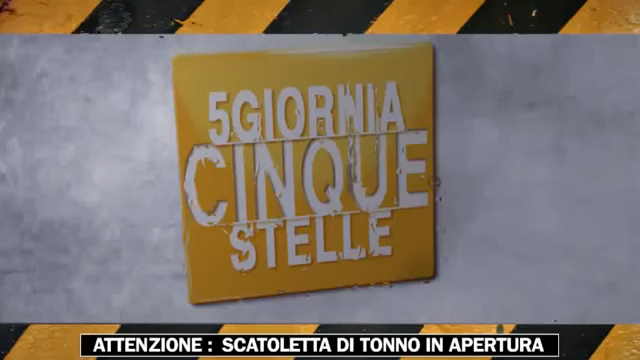 5GIORNIA
CINQUE
STELLE
ATTENZIONE : SCATOLETTA DI TONNO IN APERTURA